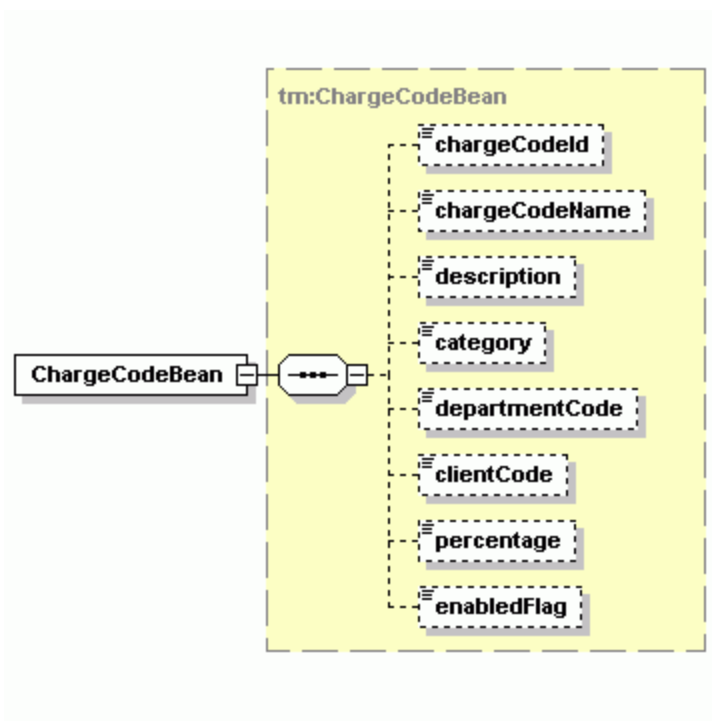 tm:ChargeCodeBean
chargeCodeId
chargeCodeName
description
category
ChargeCodeBean
departmentCode
clientCode
percentage
enabledFlag